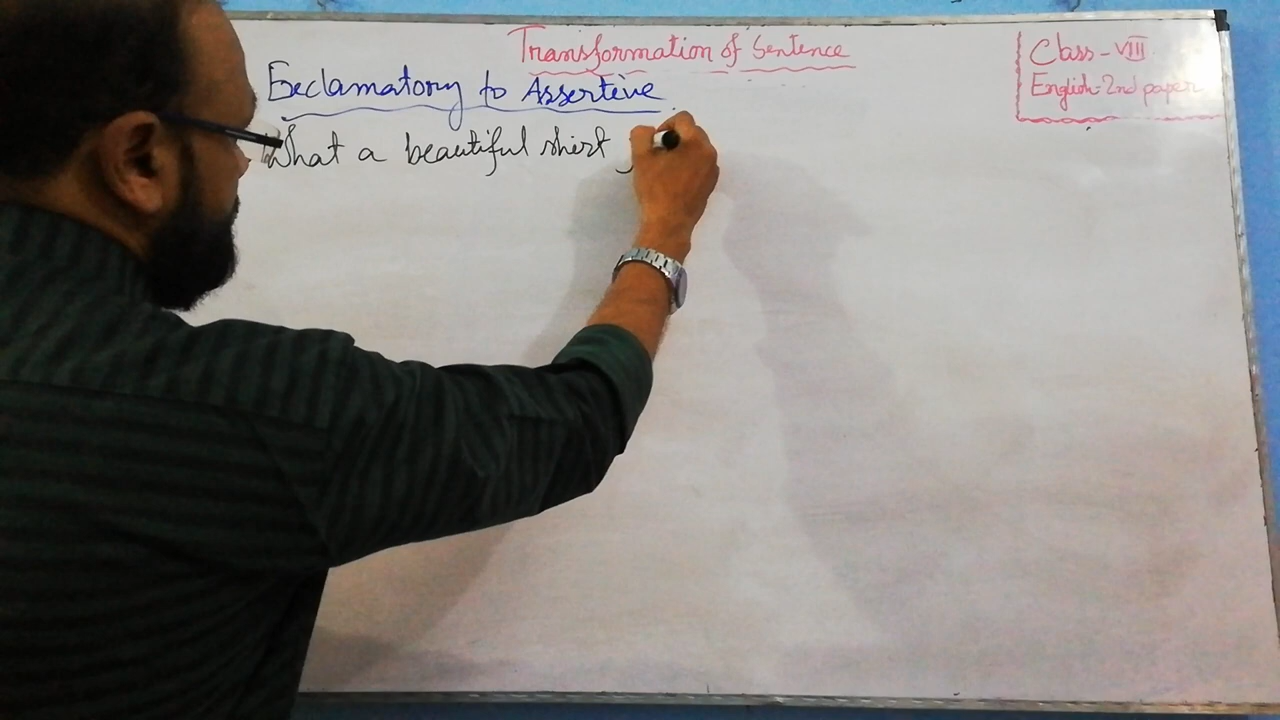 Transformation of Sentence
Class - VIII
English-2nd paper
Exclamatory to Assertive
What a beautiful shirt